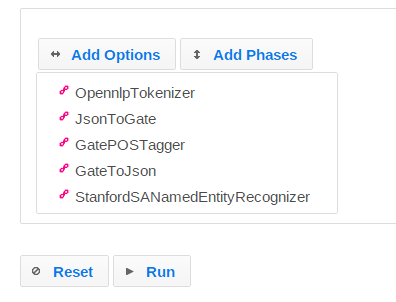 Add Options Add Phases
OpennlpTokenizer
JsonToGate
GatePOSTagger
GateToJson
StanfordSANamedEntityRecognizer
Reset Run